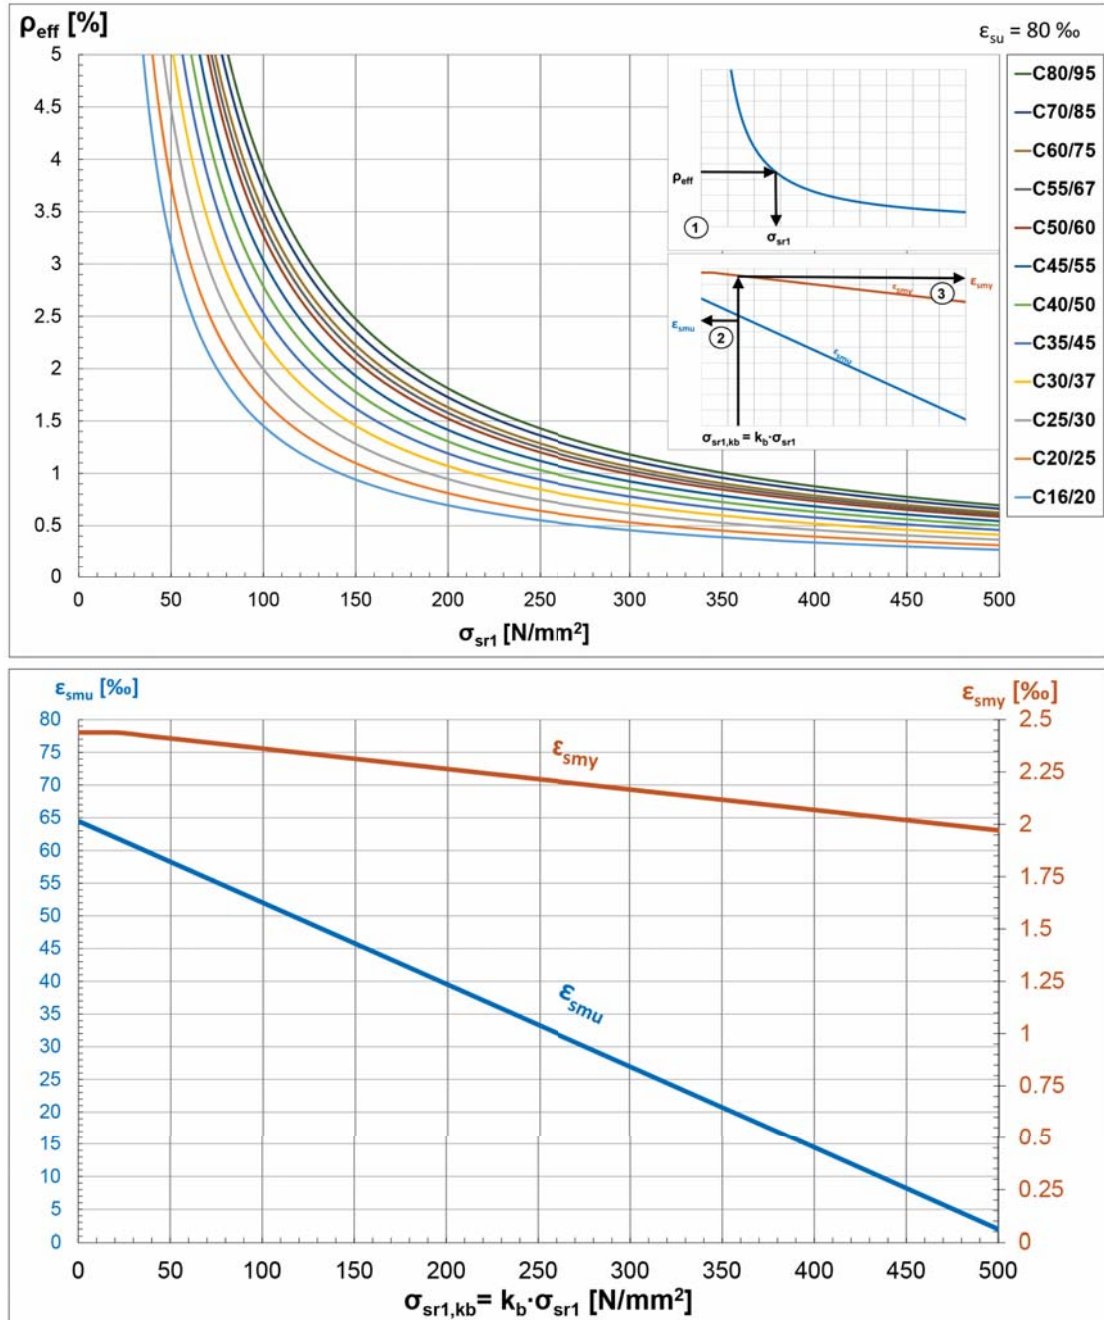 ρeff [%]
εsu = 80 ‰
5
4.5
4
3.5
3
2.5
2
1.5
1
0.5
0
0 50 100 150 200 250 300 350 400 450 500
σsr1 [N/mm²]
ρeff
1
σsr1
εsmy
3
εsmy
εsmu
2
εsmu
σsr1,kb= kb·σsr1
C80/95
C70/85
C60/75
C55/67
C50/60
C45/55
C40/50
C35/45
C30/37
C25/30
C20/25
C16/20
εsmu [‰]
εsmy [‰]
80
75
70
65
60
55
50
45
40
35
30
25
20
15
10
5
0
εsmy
εsmu
2.5
2.25
2
1.75
1.5
1.25
1
0.75
0.5
0.25
0
0 50 100 150 200 250 300 350 400 450 500
σsr1,kb= kb·σsr1 [N/mm²]